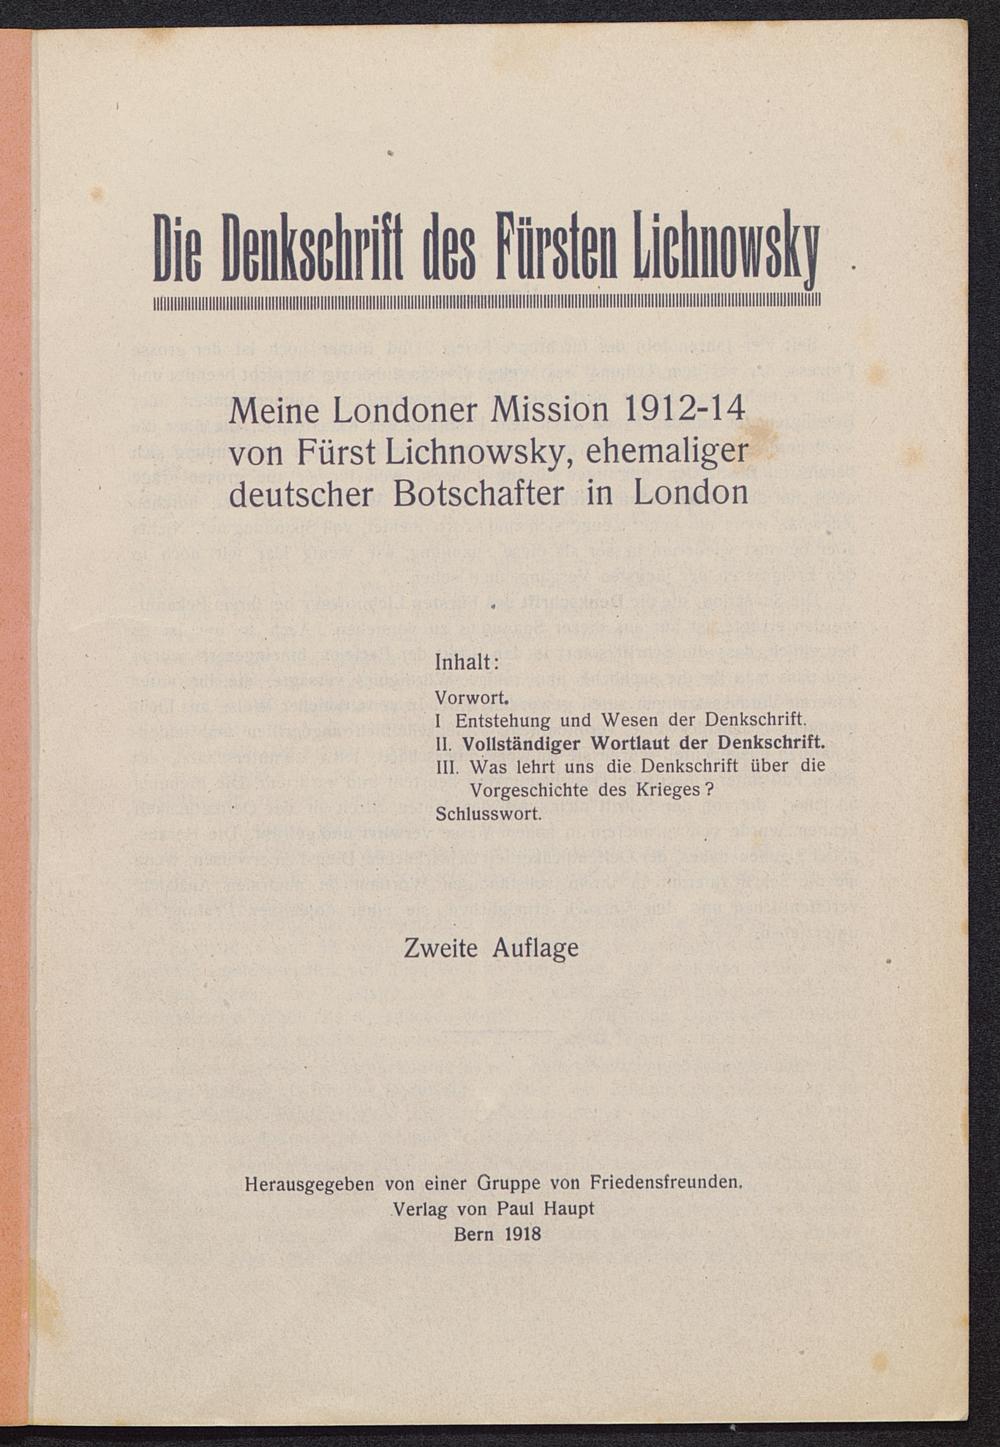 Die Denkschrift des Fürsten Lichnowsky
Meine Londoner Mission 1912-14
von Fürst Lichnowsky, ehemaliger
deutscher Botschafter in London
Inhalt:
Vorwort.
I Entstehung und Wesen der Denkschrift.
II. Vollständiger Wortlaut der Denkschrift.
III. Was lehrt uns die Denkschrift über die
Vorgeschichte des Krieges?
Schlusswort.
Zweite Auflage
Herausgegeben von einer Gruppe von Friedensfreunden.
Verlag von Paul Haupt
Bern 1918